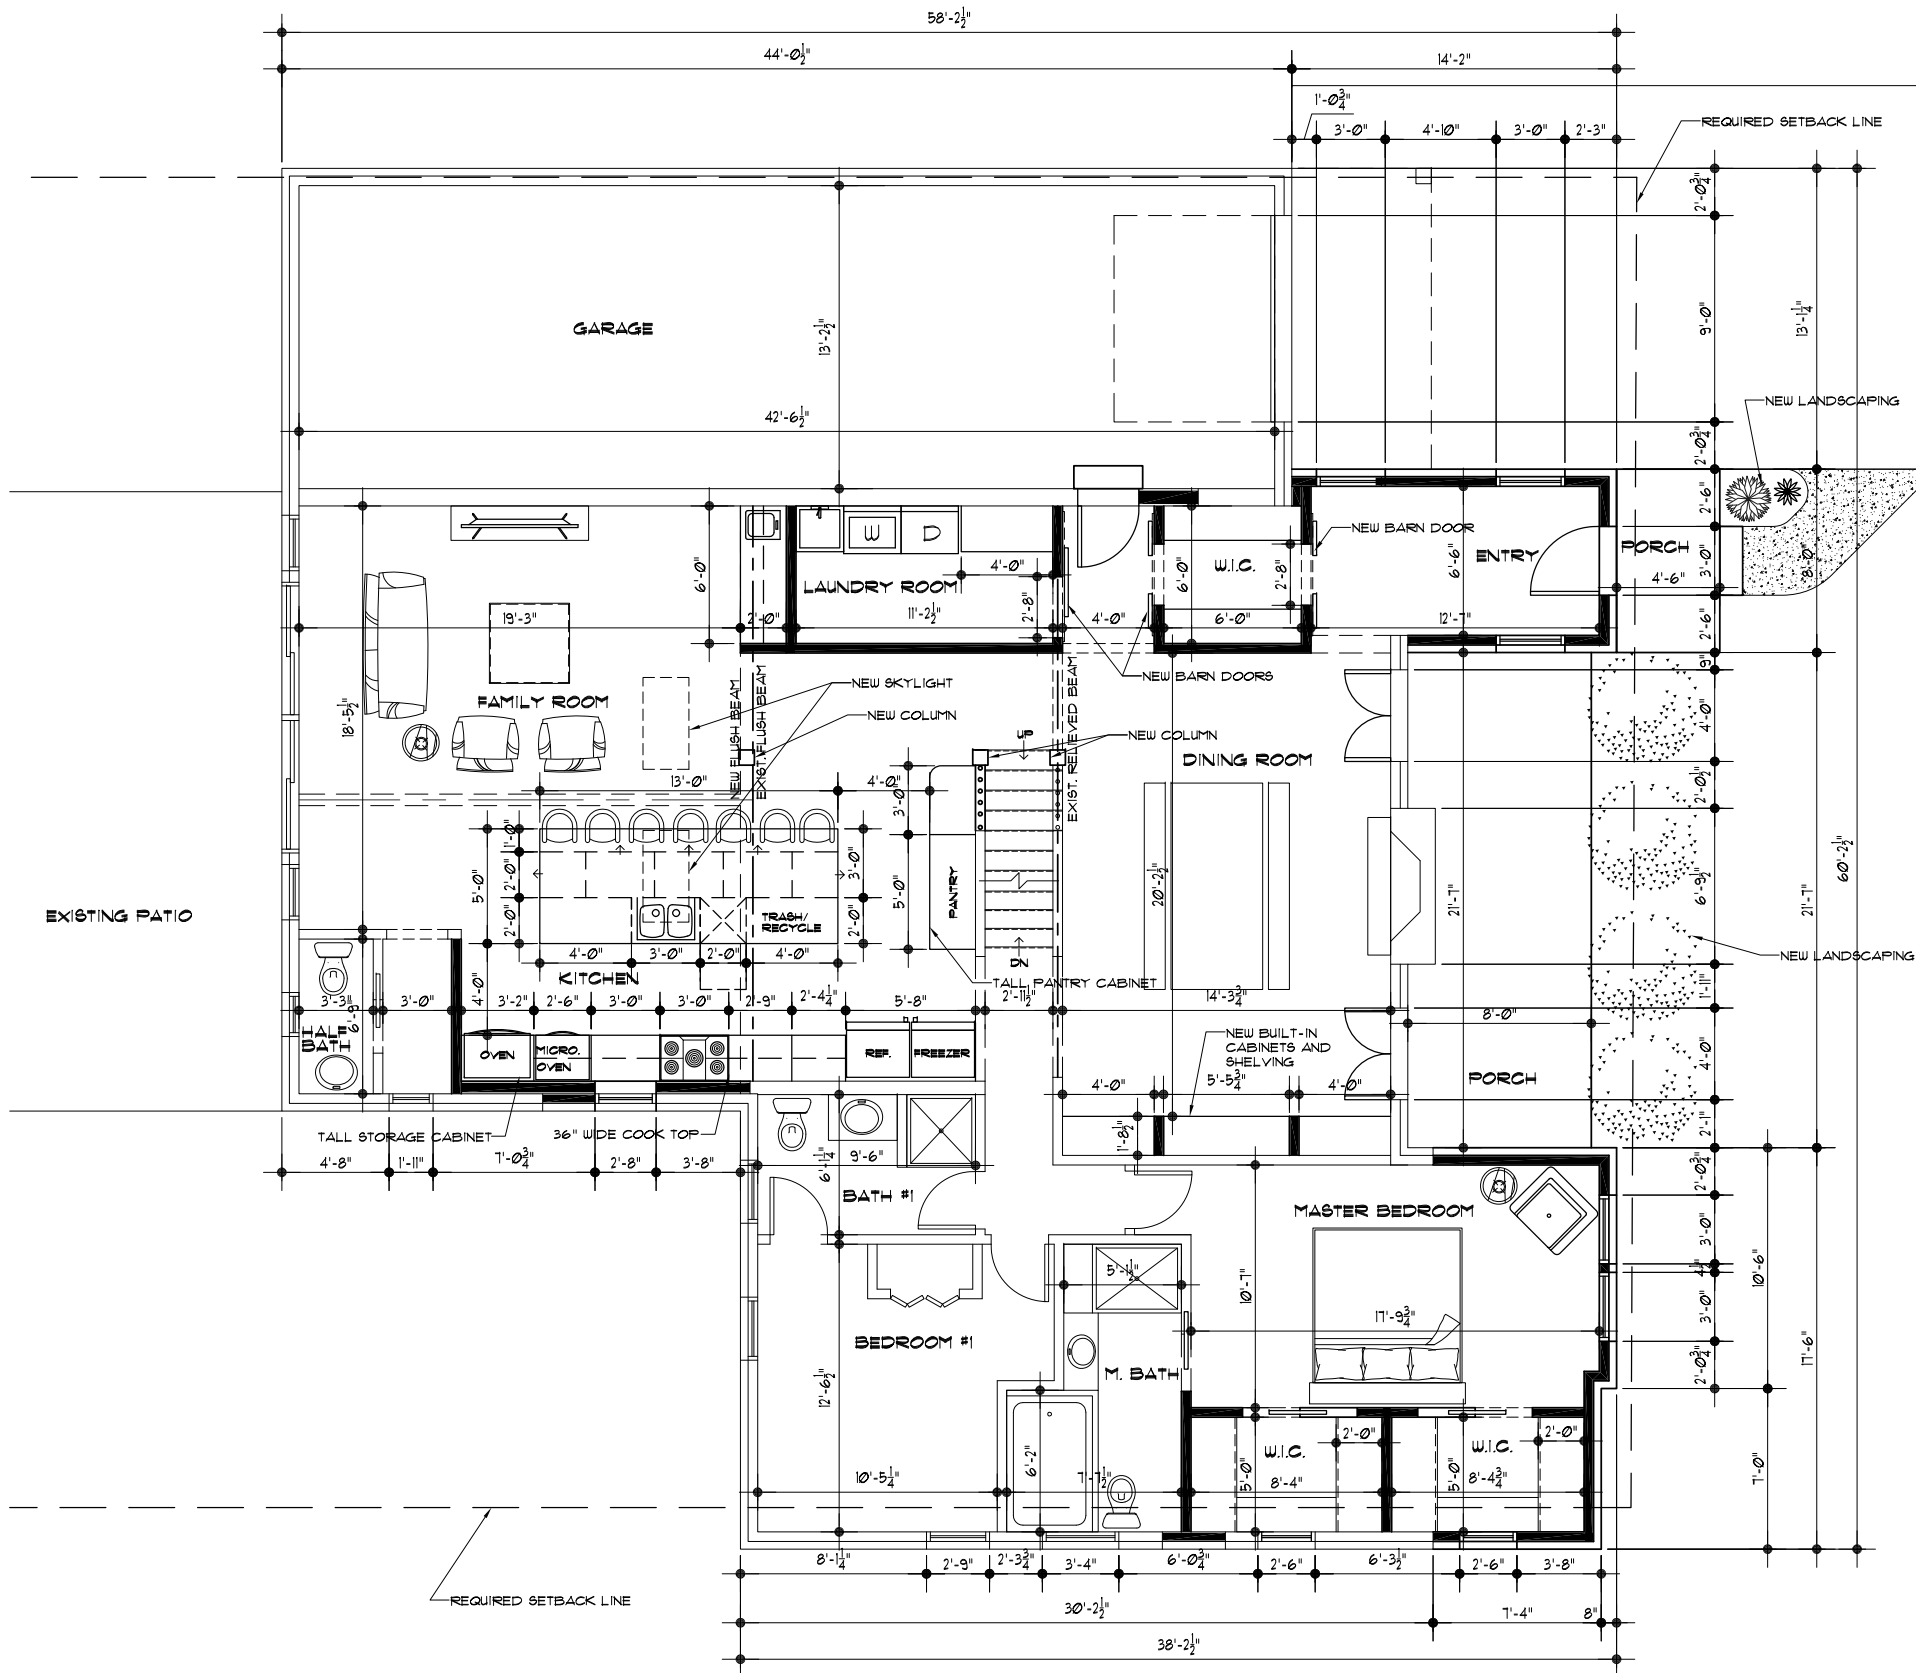 58'-2½"
44'-0½"
14'-2"
1'-0¾"
3'-0"
4'-10"
3'-0"
2'-3"
REQUIRED SETBACK LINE
2'-0¾"
GARAGE
13'-2½"
9'-0"
13'-1¼"
42'-6½"
NEW LANDSCAPING
2'-0¾"
2'-6"
W
D
NEW BARN DOOR
6'-0"
4'-0"
LAUNDRY ROOM
6'-0"
W.I.C.
2'-8"
6'-6"
ENTRY
PORCH
3'-0"
8'-0"
4'-6"
19'-3"
2'-0"
11'-2½"
2'-8"
4'-0"
6'-0"
12'-7"
2'-6"
9"
NEW BARN DOORS
NEW SKYLIGHT
FAMILY ROOM
NEW FLUSH BEAM
EXIST. FLUSH BEAM
EXIST. RELIEVED BEAM
NEW COLUMN
NEW COLUMN
18'-5½"
4'-0"
UP
DINING ROOM
13'-0"
4'-0"
3'-0"
2'-0½"
1'-0"
5'-0"
2'-0"
2'-0"
3'-0"
2'-0"
5'-0"
PANTRY
20'-2½"
21'-7"
6'-9½"
21'-7"
60'-2½"
EXISTING PATIO
TRASH/
RECYCLE
4'-0"
3'-0"
2'-0"
4'-0"
DN
KITCHEN
TALL PANTRY CABINET
NEW LANDSCAPING
4'-0"
3'-3"
6'-9"
3'-0"
3'-2"
2'-6"
3'-0"
3'-0"
2'-9"
2'-4¼"
5'-8"
2'-11½"
14'-3¾"
1'-11"
8'-0"
HALF
BATH
OVEN
MICRO.
OVEN
REF.
FREEZER
NEW BUILT-IN
CABINETS AND
SHELVING
4'-0"
4'-0"
5'-5¾"
4'-0"
PORCH
2'-1"
TALL STORAGE CABINET
36" WIDE COOK TOP
1'-8½"
4'-8"
1'-11"
7'-0¾"
2'-8"
3'-8"
6'-1¼"
9'-6"
BATH #1
2'-0¾"
MASTER BEDROOM
3'-0"
5'-1½"
10'-7"
4½"
10'-6"
3'-0"
17'-9¾"
BEDROOM #1
M. BATH
12'-6½"
2'-0¾"
17'-6"
2'-0"
2'-0"
W.I.C.
W.I.C.
6'-2"
10'-5¼"
7'-7½"
5'-0"
8'-4"
5'-0"
8'-4¾"
7'-0"
8'-1¼"
2'-9"
2'-3¾"
3'-4"
6'-0¾"
2'-6"
6'-3½"
2'-6"
3'-8"
REQUIRED SETBACK LINE
30'-2½"
7'-4"
8"
38'-2½"